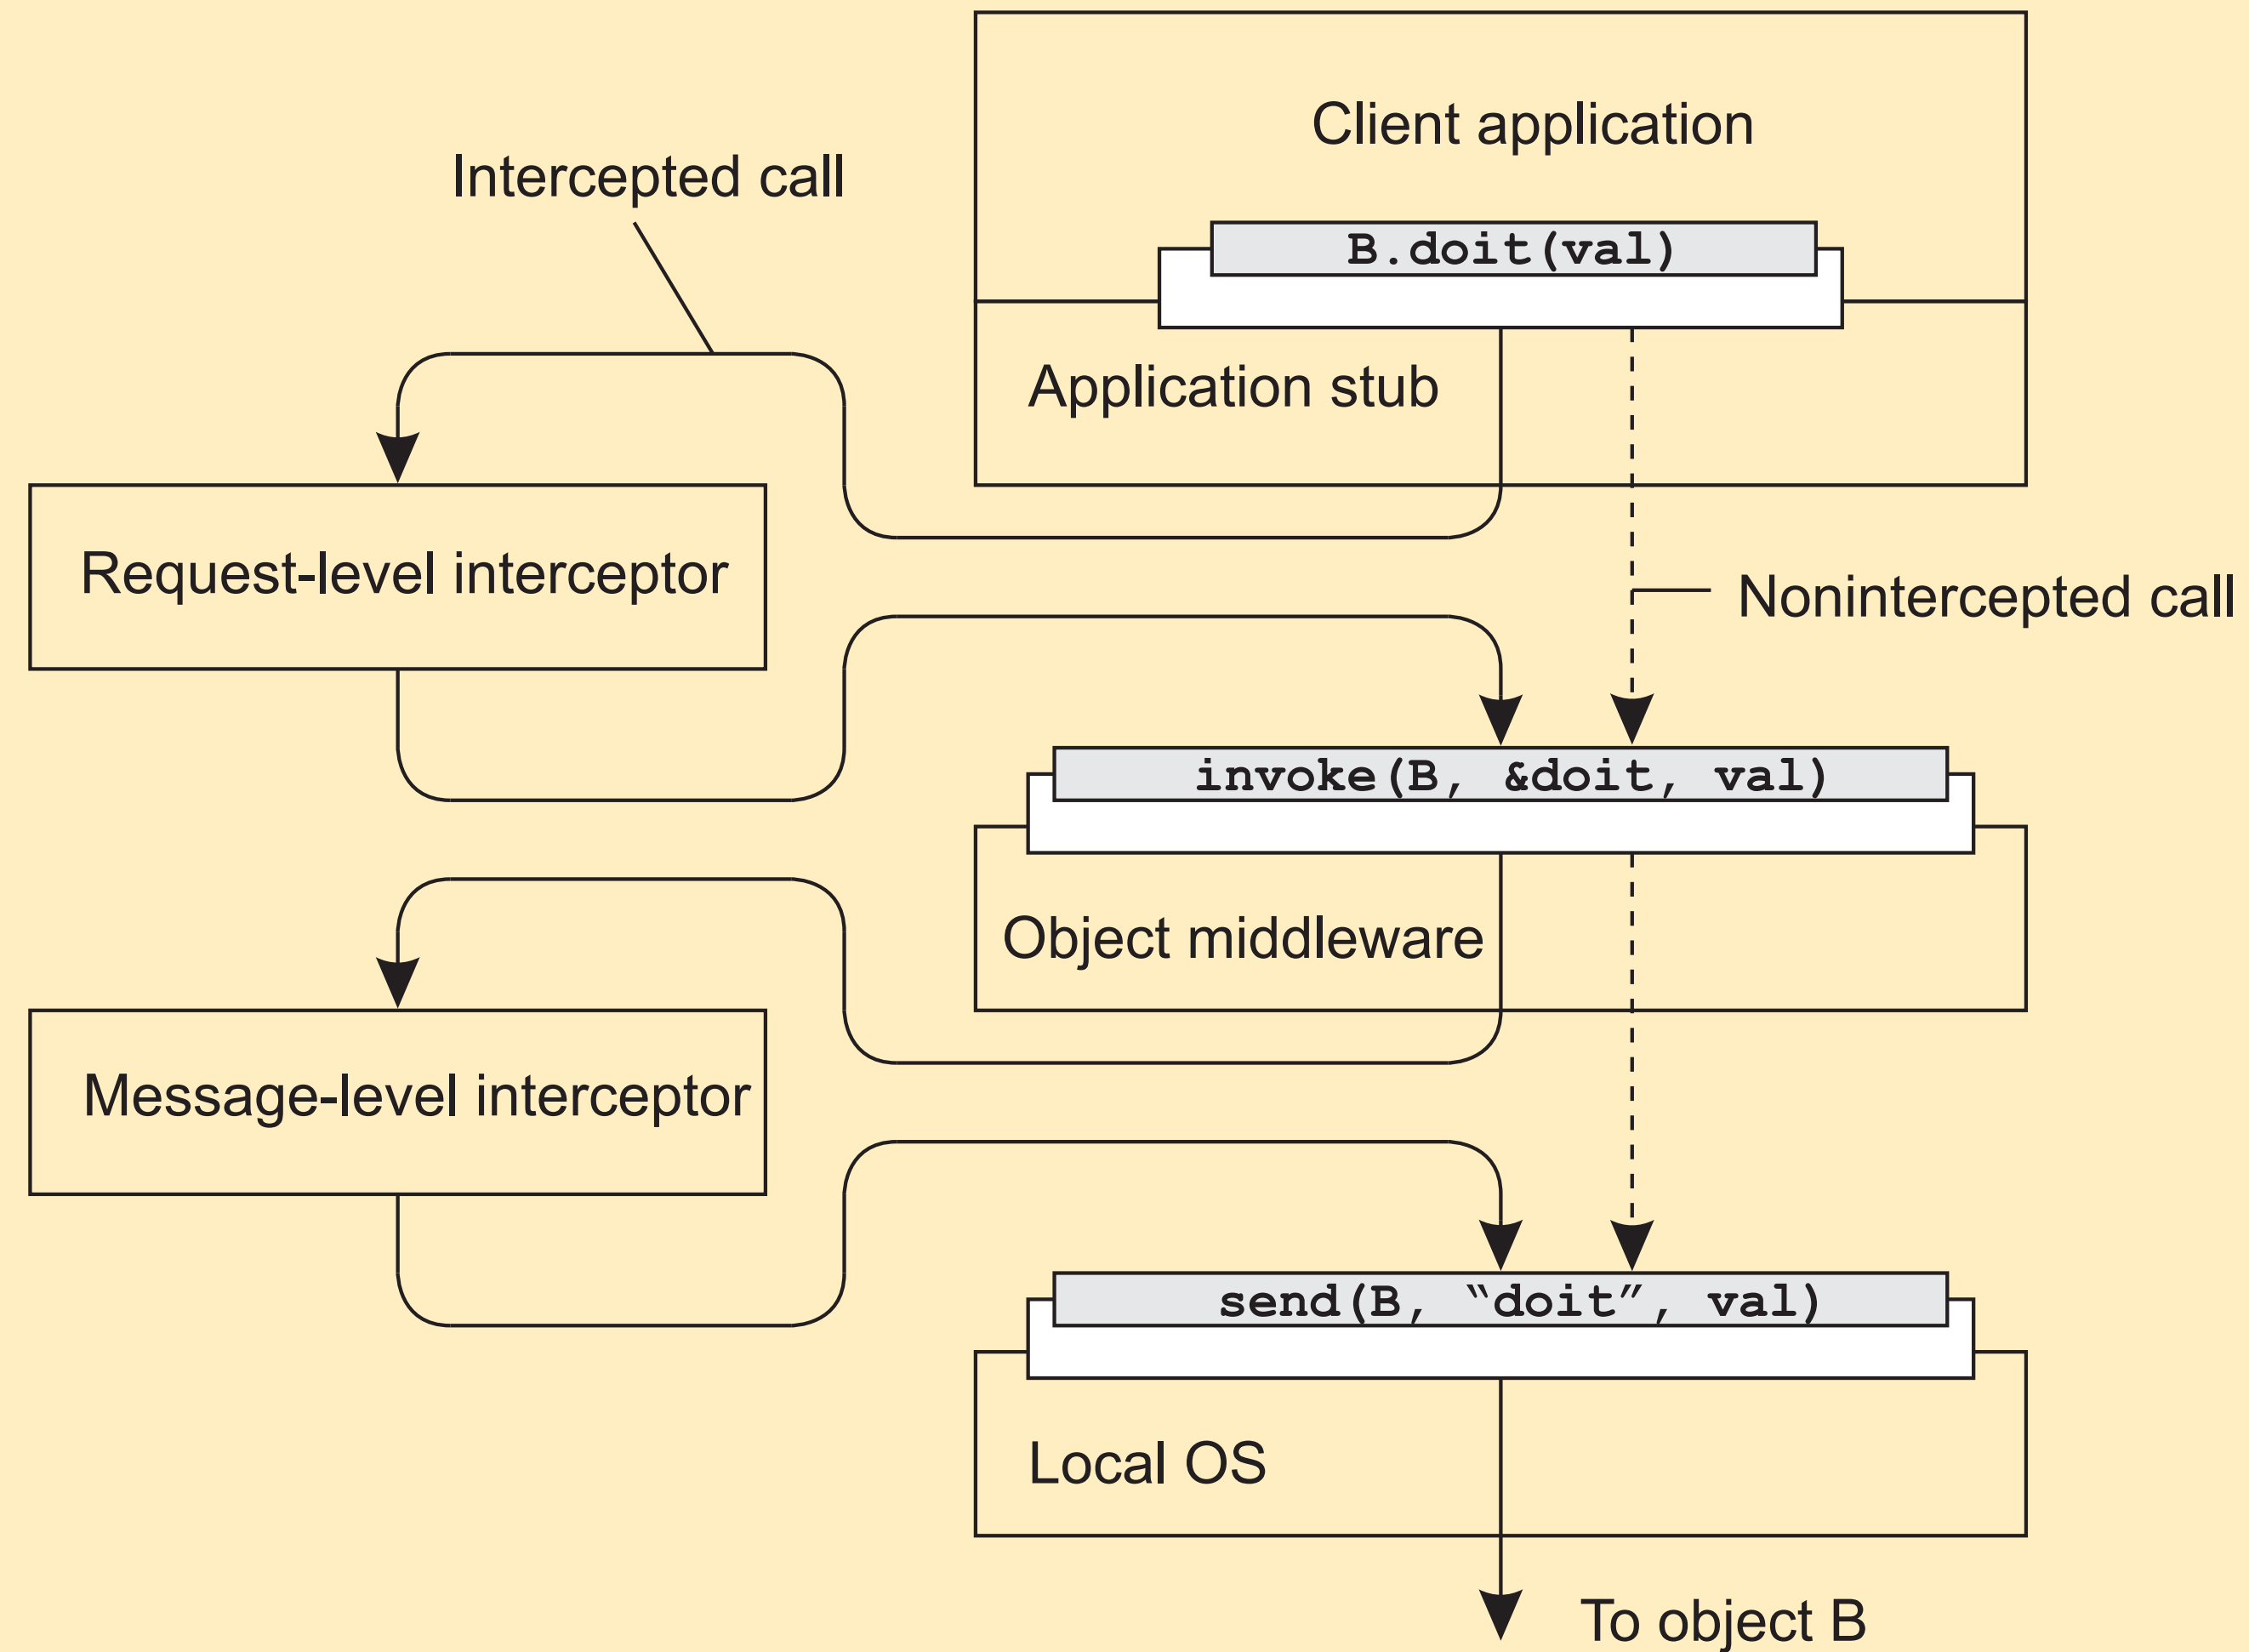 Client application
Intercepted call
B.doit(val)
Application stub
Request-level interceptor
Nonintercepted call
invoke(B, &doit, val)
Object middleware
Message-level interceptor
send(B, “doit”, val)
Local OS
To object B